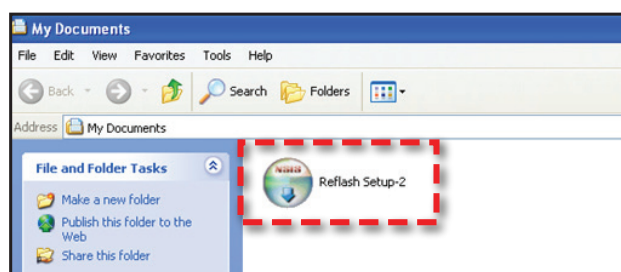 My Documents
File Edit View Favorites Tools Help
Back Search Folders
Address My Documents
File and Folder Tasks
Make a new folder
Publish this folder to the
Web
Share this folder
NSIS
Reflash Setup-2